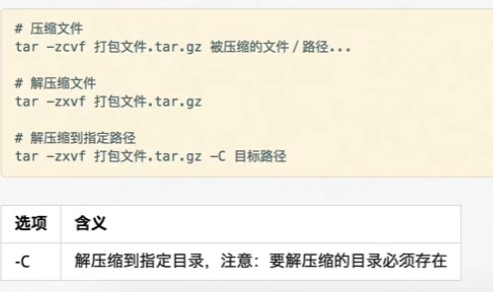 # 压缩文件
tar -zcvf 打包文件.tar.gz 被压缩的文件／路径...
# 解压缩文件
tar -zxvf 打包文件.tar.gz
# 解压缩到指定路径
tar -zxvf 打包文件.tar.gz -C 目标路径
选项 含义
-C 解压缩到指定目录，注意：要解压缩的目录必须存在